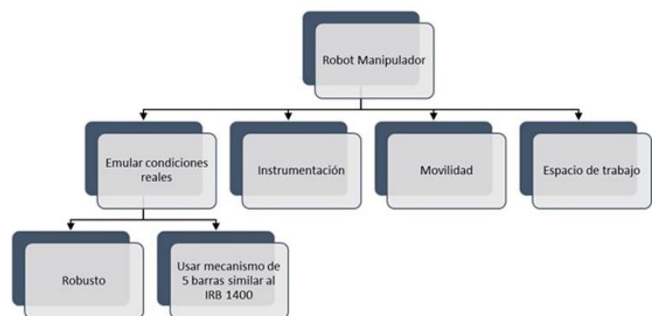 Robot Manipulador
Emular condiciones
reales
Instrumentación
Movilidad
Espacio de trabajo
Robusto
Usar mecanismo de
5 barras similar al
IRB 1400